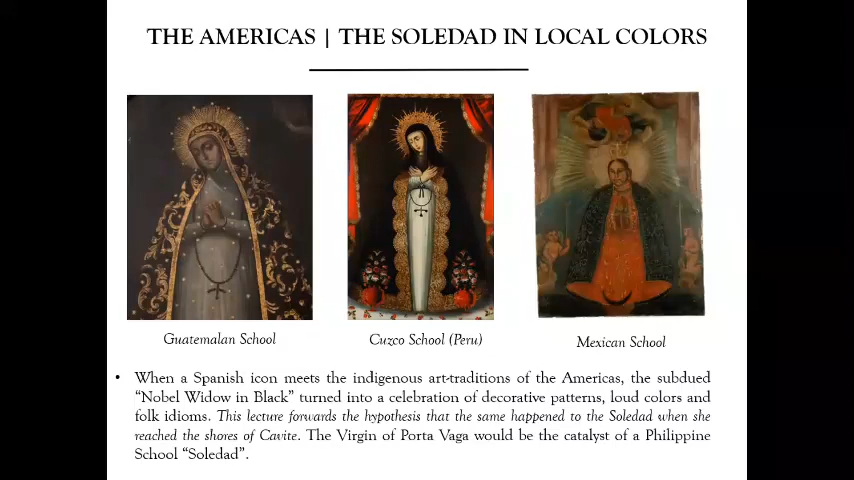 THE AMERICAS | THE SOLEDAD IN LOCAL COLORS
Guatemalan School
Cuzco School (Peru)
Mexican School
• When a Spanish icon meets the indigenous art-traditions of the Americas, the subdued
“Nobel Widow in Black” turned into a celebration of decorative patterns, loud colors and
folk idioms. This lecture forwards the hypothesis that the same happened to the Soledad when she
reached the shores of Cavite. The Virgin of Porta Vaga would be the catalyst of a Philippine
School “Soledad”.